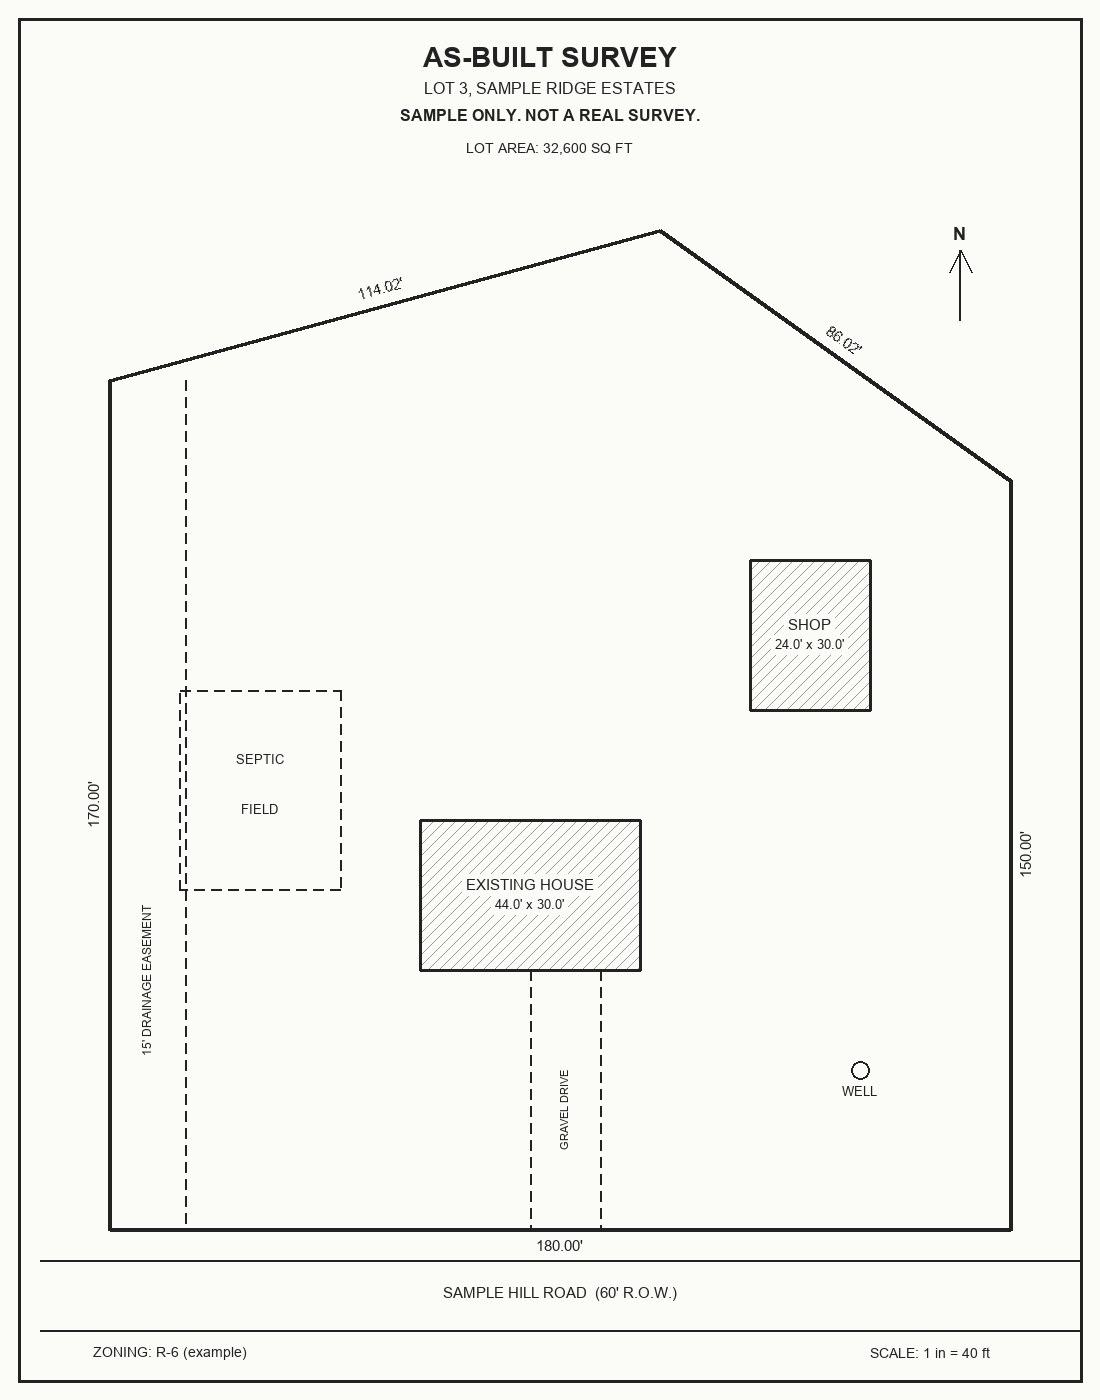 AS-BUILT SURVEY
LOT 3, SAMPLE RIDGE ESTATES
SAMPLE ONLY. NOT A REAL SURVEY.
LOT AREA: 32,600 SQ FT
N
114.02'
86.02'
SHOP
24.0' x 30.0'
SEPTIC
FIELD
170.00'
150.00'
EXISTING HOUSE
44.0' x 30.0'
15' DRAINAGE EASEMENT
GRAVEL DRIVE
WELL
180.00'
SAMPLE HILL ROAD (60' R.O.W.)
ZONING: R-6 (example)
SCALE: 1 in = 40 ft